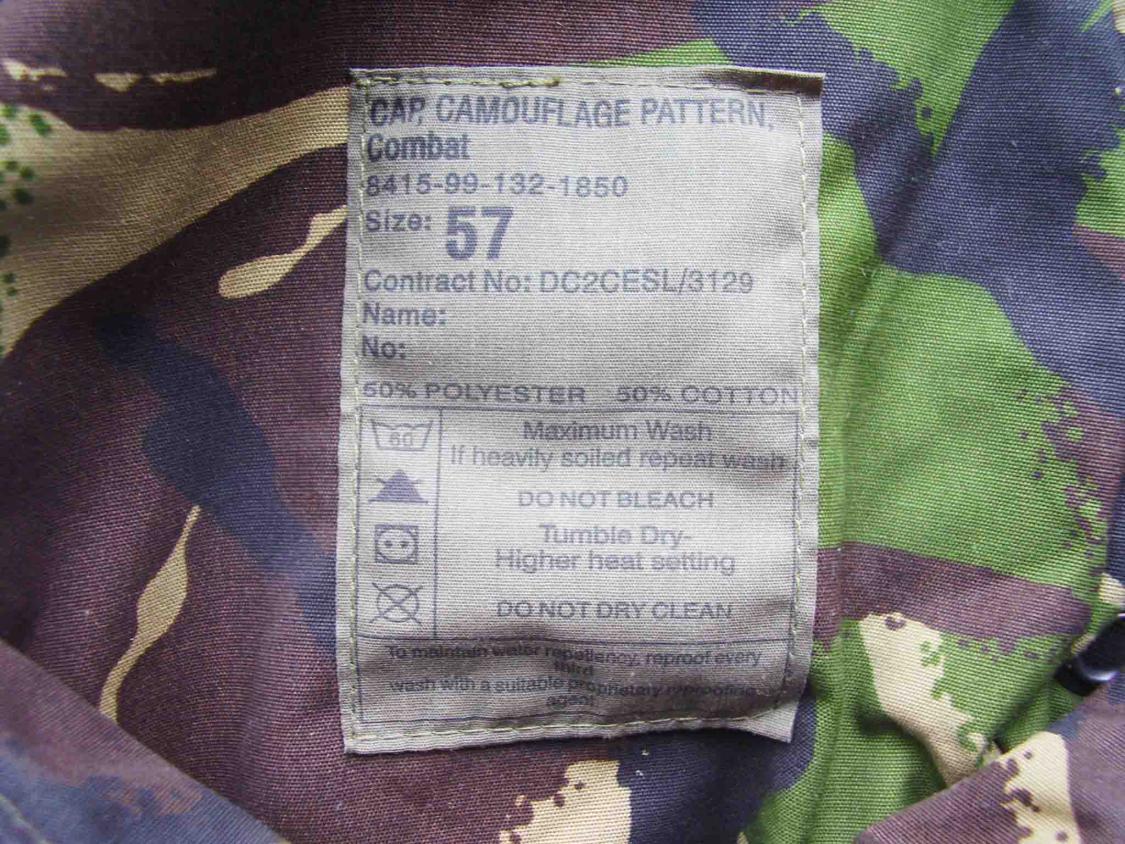 CAP, CAMOUFLAGE PATTERN,
Combat
8415-99-132-1850
Size: 57
Contract No: DC2CESL/3129
Name:
No:
50% POLYESTER 50% COTTON
60
Maximum Wash
If heavily soiled repeat wash
DO NOT BLEACH
Tumble Dry-
Higher heat setting
DO NOT DRY CLEAN
To maintain water repellency, reproof every
third
wash with a suitable proprietary reproofing
agent